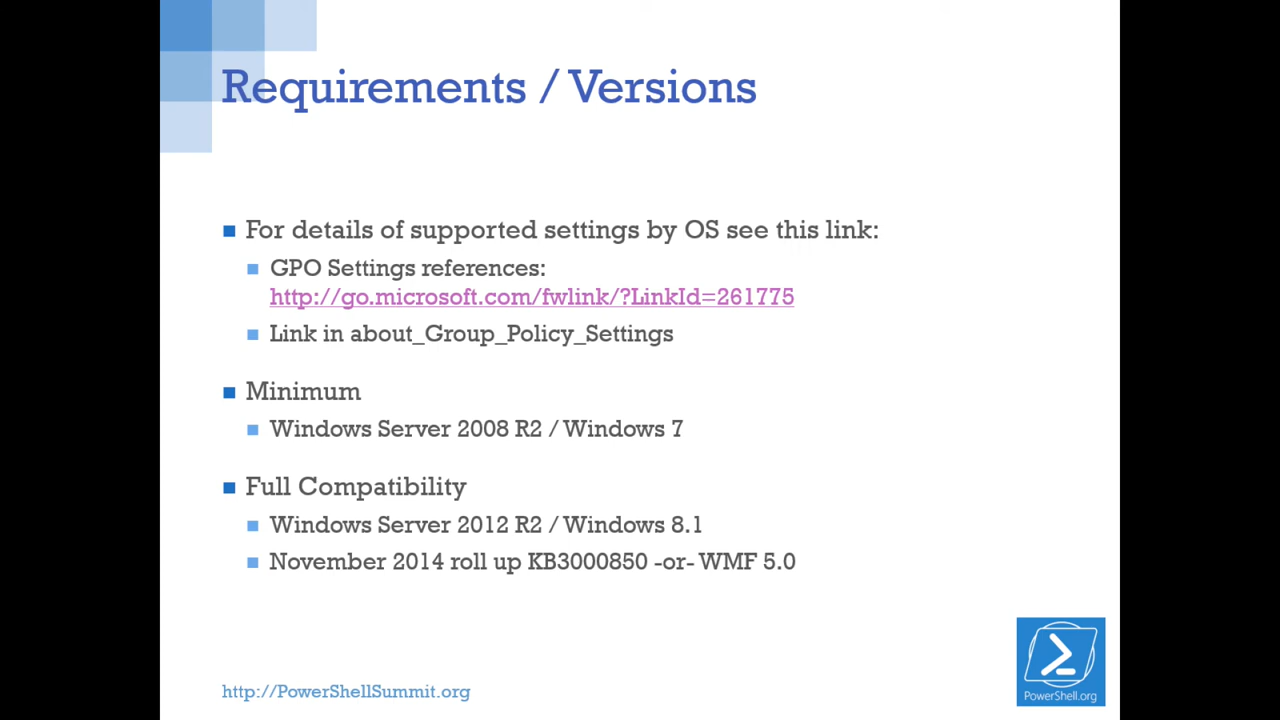 Requirements / Versions
For details of supported settings by OS see this link:
GPO Settings references:
http://go.microsoft.com/fwlink/?LinkId=261775
Link in about_Group_Policy_Settings
Minimum
Windows Server 2008 R2 / Windows 7
Full Compatibility
Windows Server 2012 R2 / Windows 8.1
November 2014 roll up KB3000850 -or- WMF 5.0
http://PowerShellSummit.org
PowerShell.org